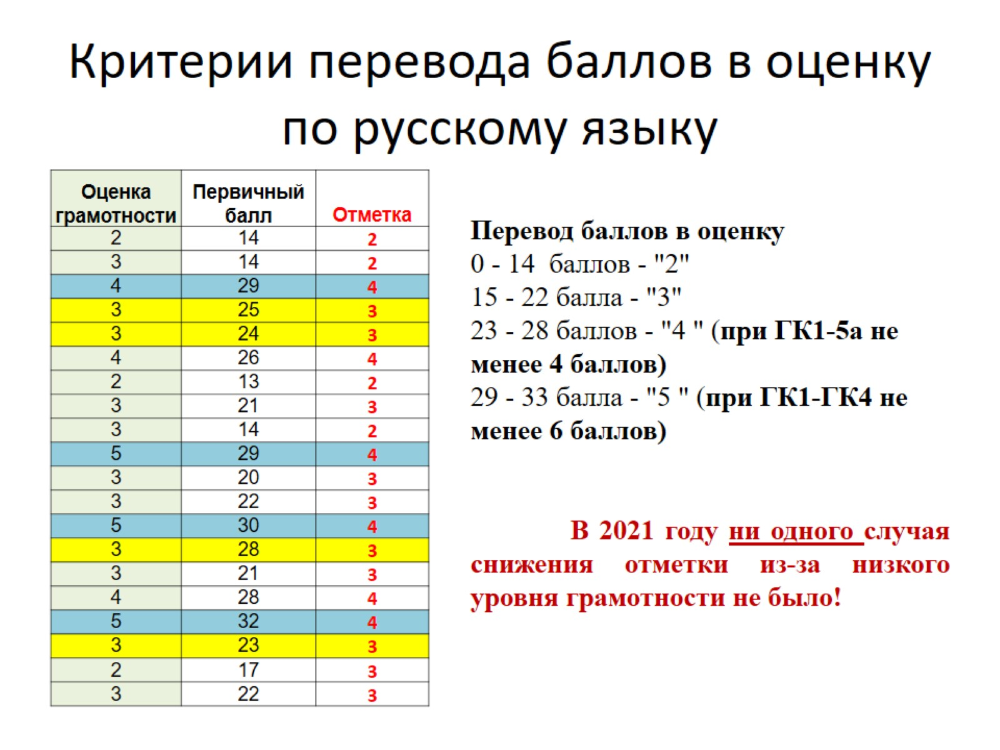 Критерии перевода баллов в оценку
по русскому языку
Оценка грамотности Первичный балл Отметка
2 14 2
3 14 2
4 29 4
3 25 3
3 24 3
4 26 4
2 13 2
3 21 3
3 14 2
5 29 4
3 20 3
3 22 3
5 30 4
3 28 3
3 21 3
4 28 4
5 32 4
3 23 3
2 17 3
3 22 3
Перевод баллов в оценку
0 - 14 баллов - "2"
15 - 22 балла - "3"
23 - 28 баллов - "4 " (при ГК1-5а не
менее 4 баллов)
29 - 33 балла - "5 " (при ГК1-ГК4 не
менее 6 баллов)
В 2021 году ни одного случая
снижения отметки из-за низкого
уровня грамотности не было!